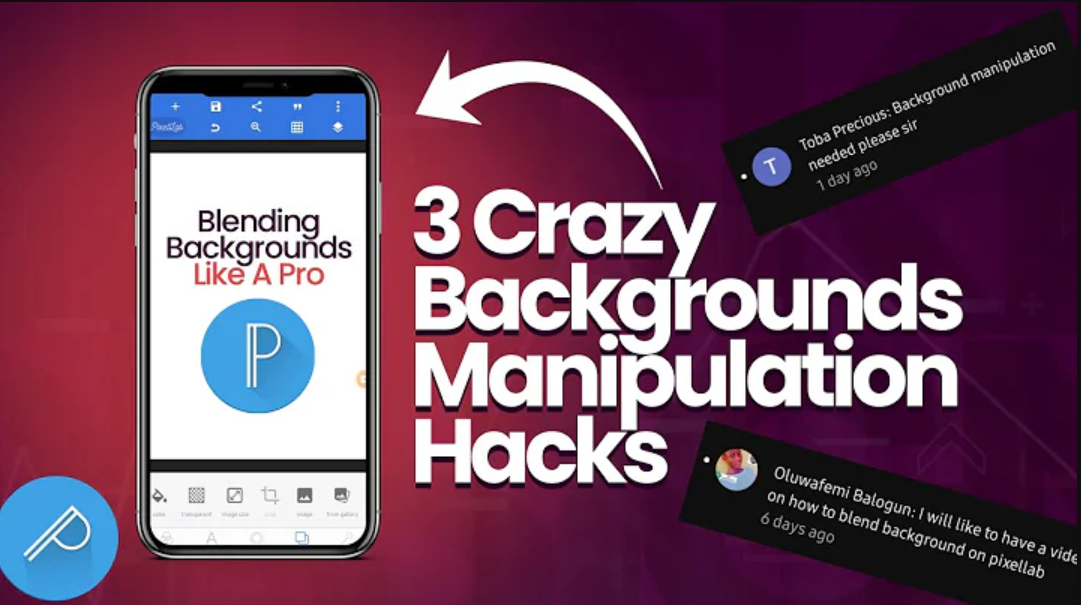 PixelLab
Blending
Backgrounds
Like A Pro
transparent
image size
image
from gallery
3 Crazy
Backgrounds
Manipulation
Hacks
T
Toba Precious: Background manipulation
needed please sir
1 day ago
Oluwafemi Balogun: I will like to have a vide
on how to blend background on pixellab
6 days ago